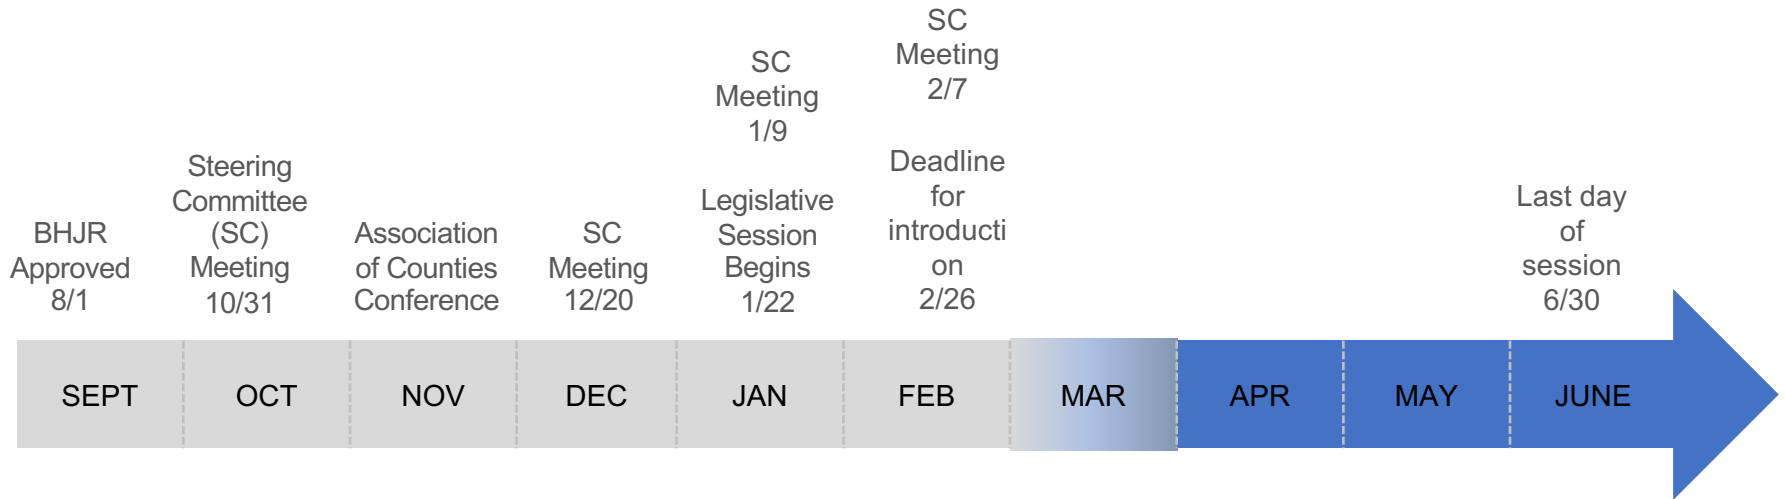 BHJR
Approved
8/1
Steering
Committee
(SC)
Meeting
10/31
Association
of Counties
Conference
SC
Meeting
12/20
SC
Meeting
1/9
Legislative
Session
Begins
1/22
SC
Meeting
2/7
Deadline
for
introducti
on
2/26
Last day
of
session
6/30
SEPT
OCT
NOV
DEC
JAN
FEB
MAR
APR
MAY
JUNE